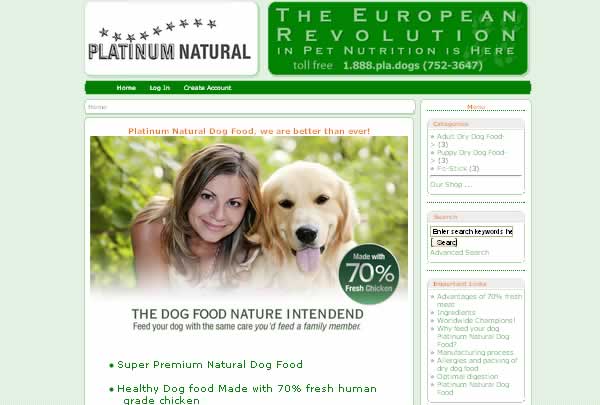 PLATINUM NATURAL
THE EUROPEAN
REVOLUTION
IN PET NUTRITION IS HERE
toll free 1.888.pla.dogs (752-3647)
Home Log In Create Account
Home
Platinum Natural Dog Food, we are better than ever!
Made with
70%
Fresh Chicken
THE DOG FOOD NATURE INTENDEND
Feed your dog with the same care you'd feed a family member.
Super Premium Natural Dog Food
Healthy Dog food Made with 70% fresh human
grade chicken
Menu
Categories
Adult Dry Dog Food-
> (3)
Puppy Dry Dog Food-
> (3)
Fit-Stick (3)
Our Shop ...
Search
Enter search keywords he
Searc
Advanced Search
Important Links
Advantages of 70% fresh
meat
Ingredients
Worldwide Champions!
Why feed your dog
Platinum Natural Dog
Food?
Manufacturing process
Allergies and packing of
dry dog food
Optimal digestion
Platinum Natural Dog
Food